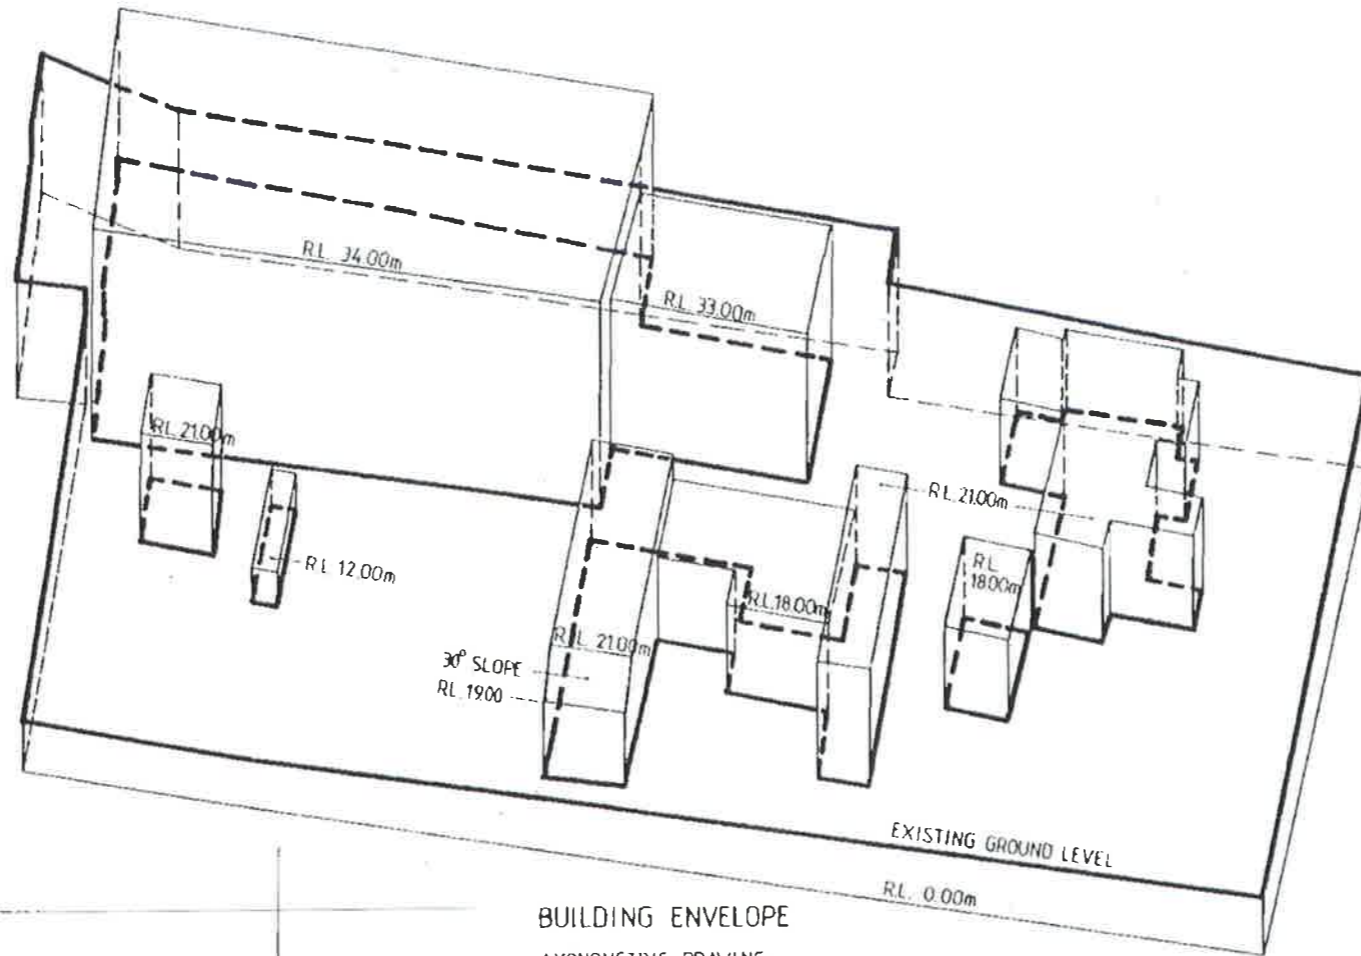 R.L. 34.00m
R.L. 33.00m
R.L. 21.00m
R.L. 21.00m
R.L. 12.00m
R.L.
18.00m
R.L. 18.00m
R.L. 21.00m
30° SLOPE
R.L. 19.00
EXISTING GROUND LEVEL
R.L. 0.00m
BUILDING ENVELOPE